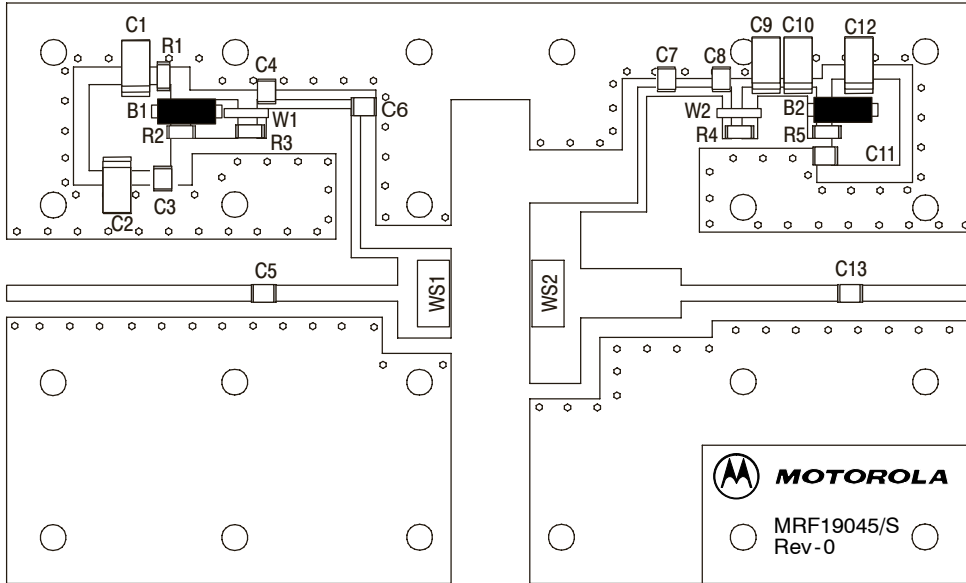 C1
R1
C4
C6
B1
W1
R2
R3
C2
C3
C7
C8
C9
C10
C12
W2
B2
R4
R5
C11
C5
WS1
WS2
C13
MOTOROLA
MRF19045/S
Rev-0